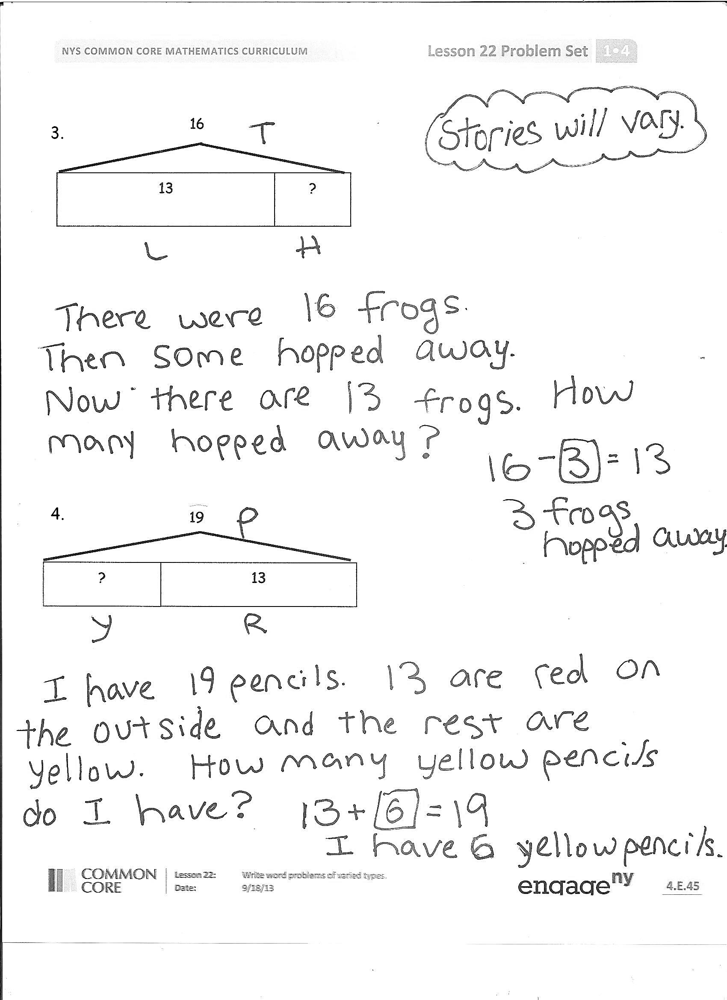 NYS COMMON CORE MATHEMATICS CURRICULUM Lesson 22 Problem Set 1•4
Stories will vary.
3.
16 T
13 ?
L H
There were 16 frogs.
Then some hopped away.
Now there are 13 frogs. How
many hopped away?
16 - 3 = 13
3 frogs
hopped away.
4.
19 P
? 13
Y R
I have 19 pencils. 13 are red on
the outside and the rest are
yellow. How many yellow pencils
do I have? 13 + 6 = 19
I have 6 yellow pencils.
COMMON CORE
Lesson 22: Write word problems of varied types.
Date: 9/18/13
engage ny
4.E.45